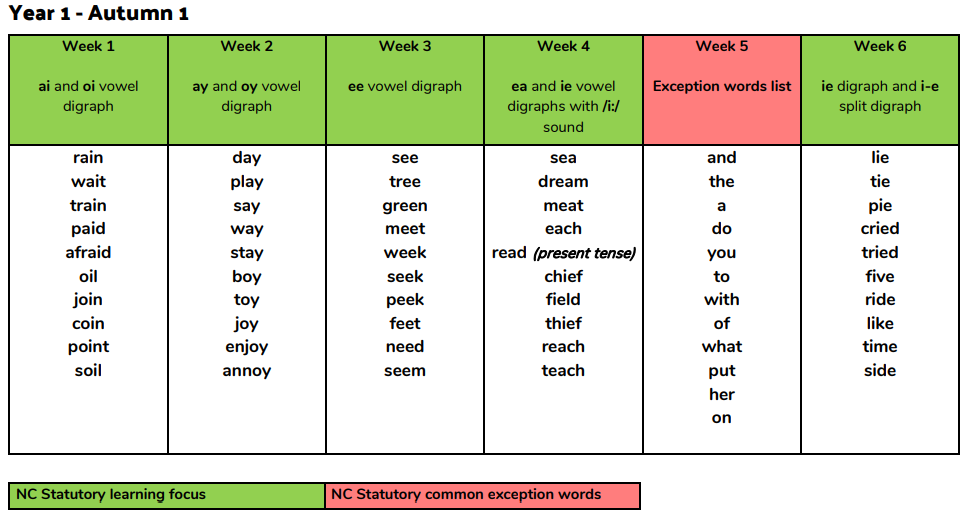 Year 1 - Autumn 1
Week 1
ai and oi vowel
digraph
Week 2
ay and oy vowel
digraph
Week 3
ee vowel digraph
Week 4
ea and ie vowel
digraphs with /i:/
sound
Week 5
Exception words list
Week 6
ie digraph and i-e
split digraph
rain
wait
train
paid
afraid
oil
join
coin
point
soil
day
play
say
way
stay
boy
toy
joy
enjoy
annoy
see
tree
green
meet
week
seek
peek
feet
need
seem
sea
dream
meat
each
read (present tense)
chief
field
thief
reach
teach
and
the
a
do
you
to
with
of
what
put
her
on
lie
tie
pie
cried
tried
five
ride
like
time
side
NC Statutory learning focus
NC Statutory common exception words